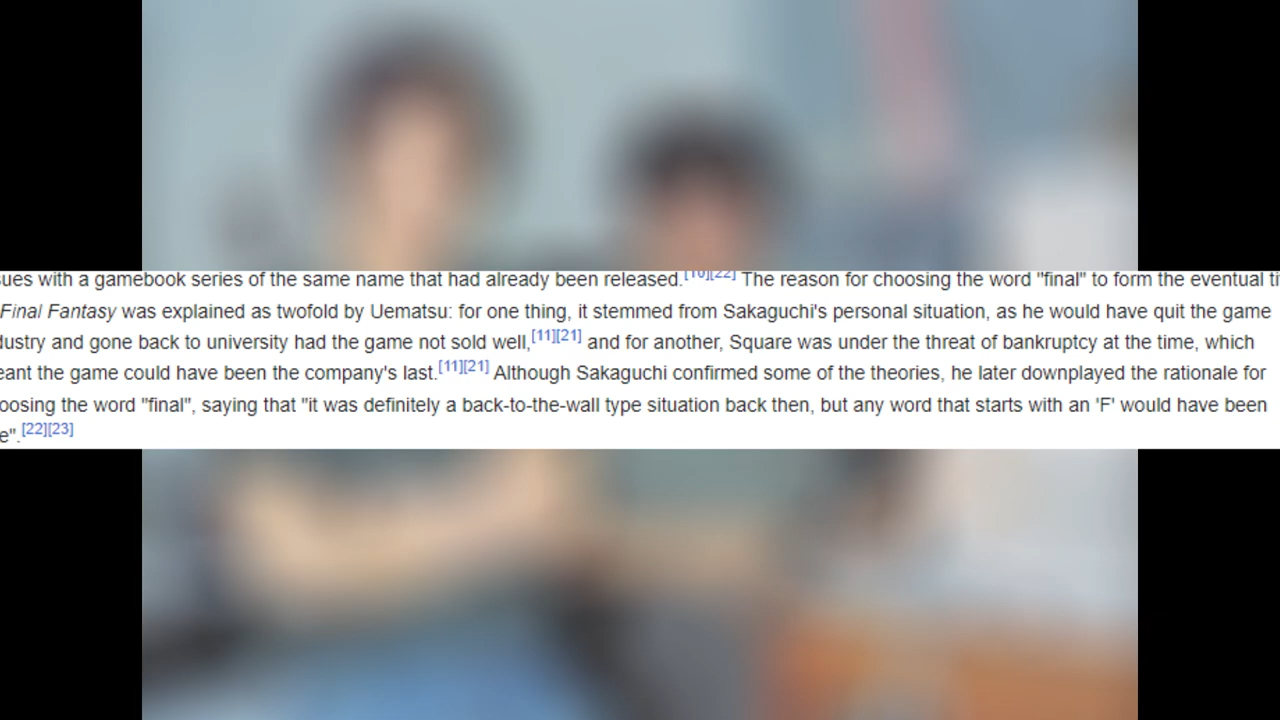 sues with a gamebook series of the same name that had already been released.[10][22] The reason for choosing the word "final" to form the eventual ti
Final Fantasy was explained as twofold by Uematsu: for one thing, it stemmed from Sakaguchi's personal situation, as he would have quit the game
dustry and gone back to university had the game not sold well,[11][21] and for another, Square was under the threat of bankruptcy at the time, which
eant the game could have been the company's last.[11][21] Although Sakaguchi confirmed some of the theories, he later downplayed the rationale for
oosing the word "final", saying that "it was definitely a back-to-the-wall type situation back then, but any word that starts with an 'F' would have been
e".[22][23]